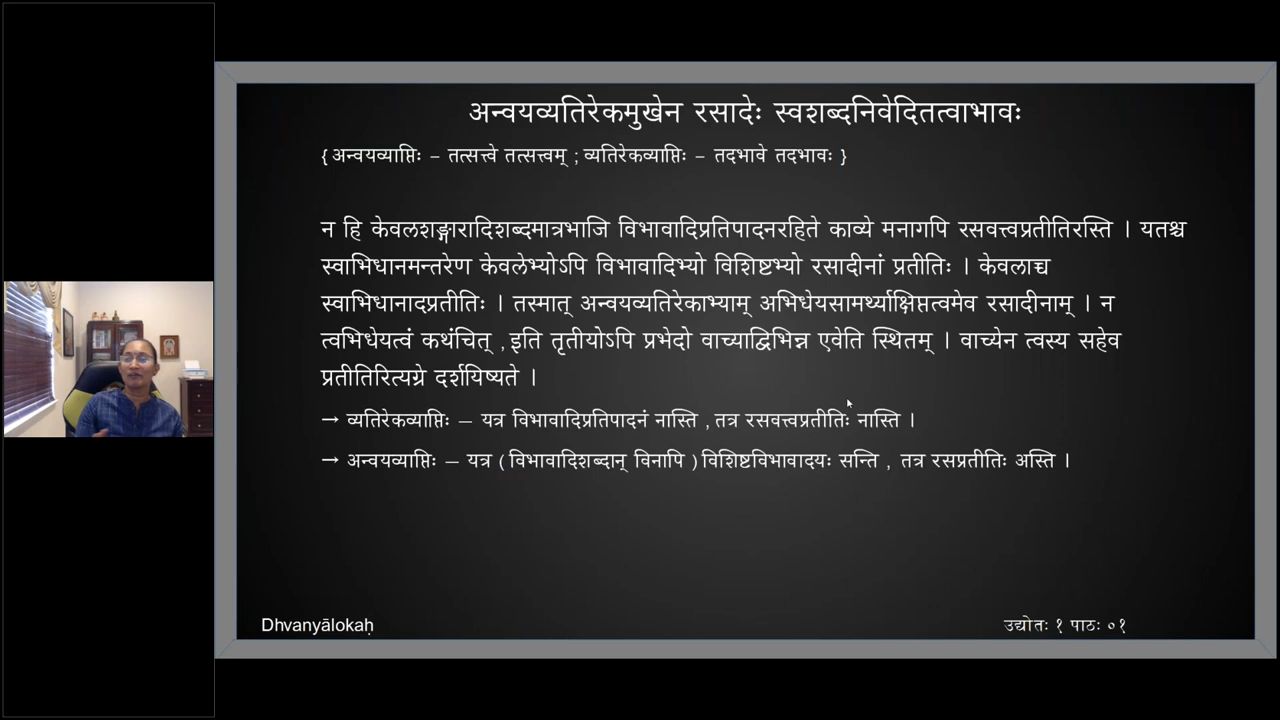 अन्वयव्यतिरेकमुखेन रसादेः स्वशब्दनिवेदितत्वाभावः
{ अन्वयव्याप्तिः – तत्सत्त्वे तत्सत्त्वम् ; व्यतिरेकव्याप्तिः – तदभावे तदभावः }
न हि केवलशृङ्गारादिशब्दमात्रभाजि विभावादिप्रतिपादनरहिते काव्ये मनागपि रसवत्त्वप्रतीतिरस्ति । यतश्च
स्वाभिधानमन्तरेण केवलेभ्योऽपि विभावादिभ्यो विशिष्टभ्यो रसादीनां प्रतीतिः । केवलाच्च
स्वाभिधानादप्रतीतिः । तस्मात् अन्वयव्यतिरेकाभ्याम् अभिधेयसामर्थ्याक्षिप्तत्वमेव रसादीनाम् । न
त्वभिधेयत्वं कथंचित् , इति तृतीयोऽपि प्रभेदो वाच्याद्विभिन्न एवेति स्थितम् । वाच्येन त्वस्य सहेव
प्रतीतिरित्यग्रे दर्शयिष्यते ।
→ व्यतिरेकव्याप्तिः – यत्र विभावादिप्रतिपादनं नास्ति , तत्र रसवत्त्वप्रतीतिः नास्ति ।
→ अन्वयव्याप्तिः – यत्र ( विभावादिशब्दान् विनापि ) विशिष्टविभावादयः सन्ति , तत्र रसप्रतीतिः अस्ति ।
Dhvanyālokaḥ
उद्योतः १ पाठः ०१